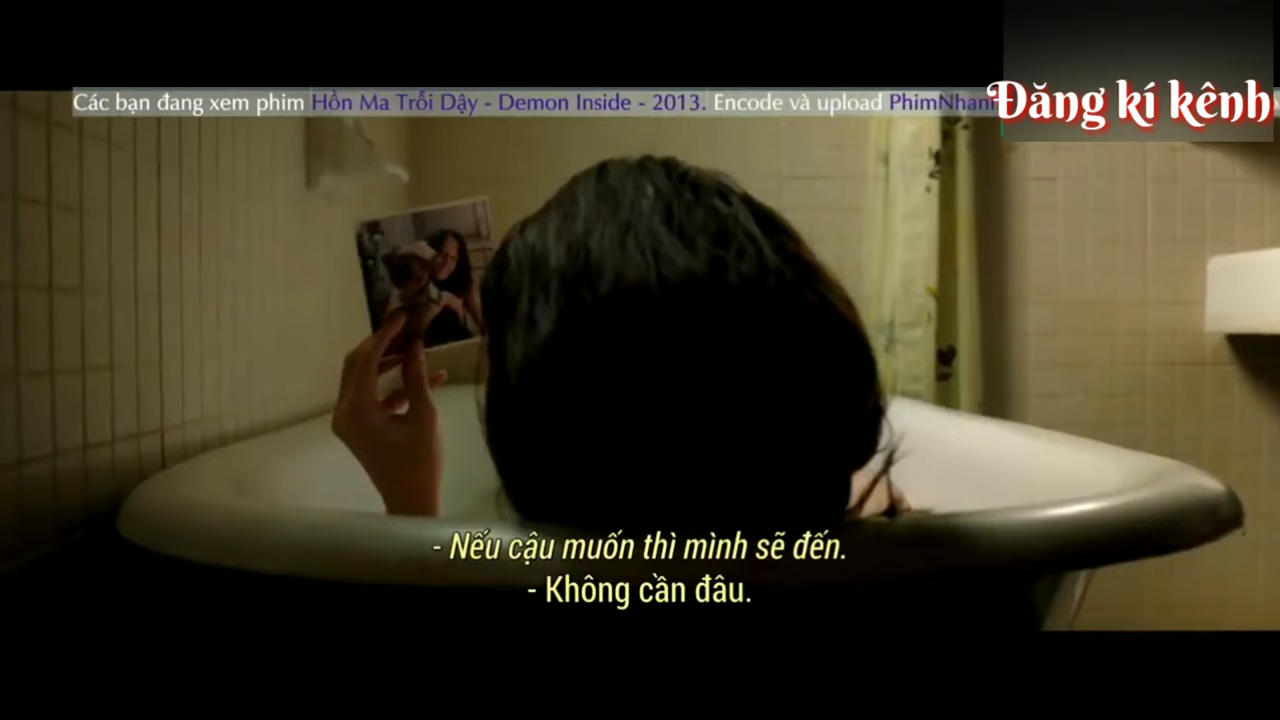 Các bạn đang xem phim Hồn Ma Trỗi Dậy - Demon Inside - 2013. Encode và upload
Đăng kí kênh
- Nếu cậu muốn thì mình sẽ đến.
- Không cần đâu.